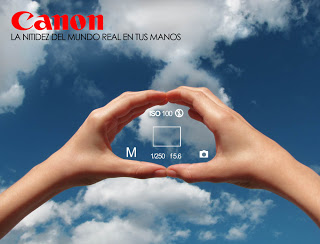 Canon
LA NITIDEZ DEL MUNDO REAL EN TUS MANOS
ISO 100
M 1/250 f5.6